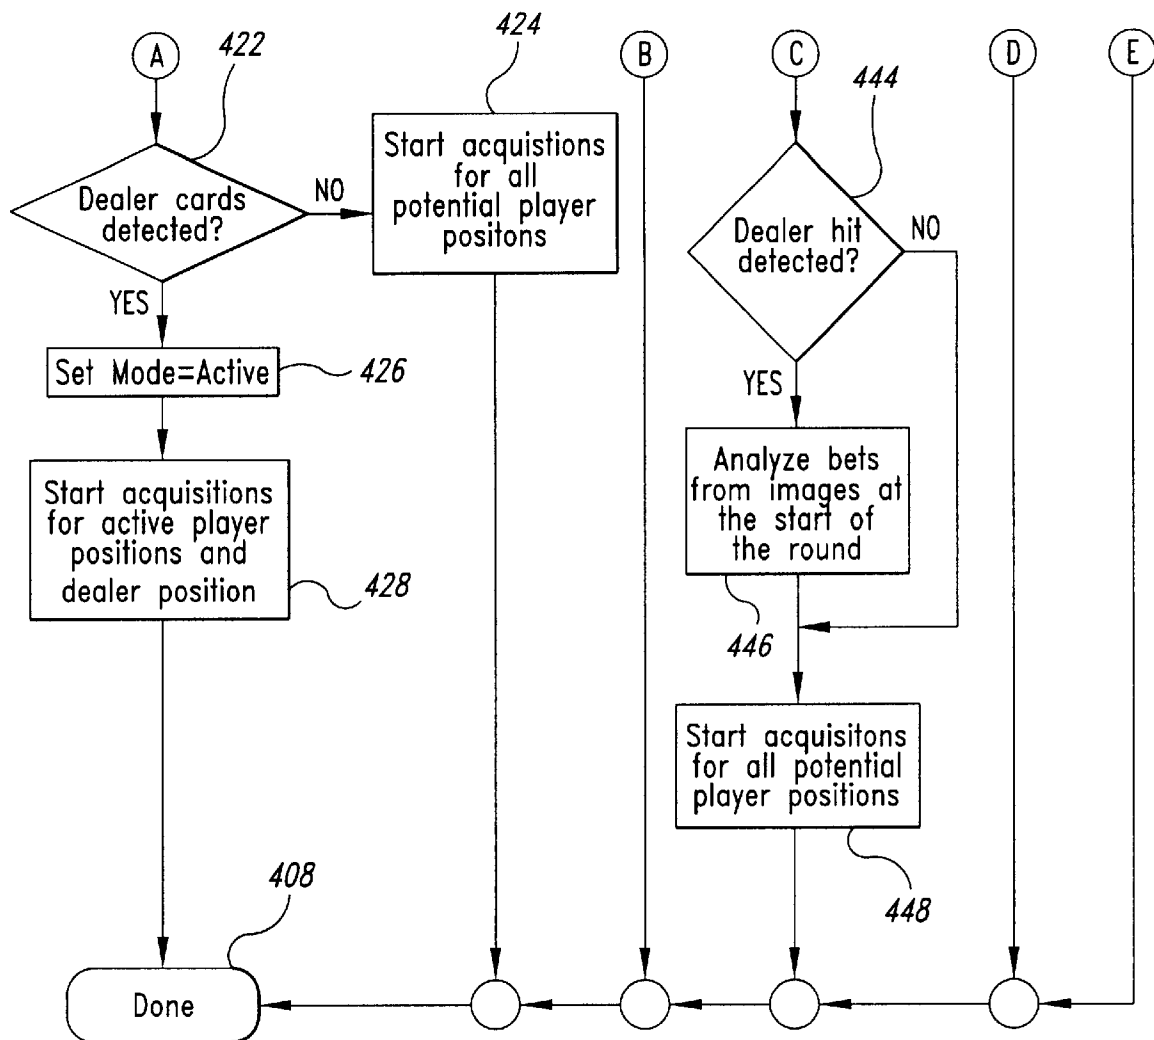 A
422
424
B
C
444
D
E
Dealer cards
detected?
NO
YES
Start acquistions
for all
potential player
positons
Set Mode=Active
426
Start acquisitions
for active player
positions and
dealer position
428
Dealer hit
detected?
NO
YES
Analyze bets
from images at
the start of
the round
446
Start acquisitons
for all potential
player positions
448
408
Done